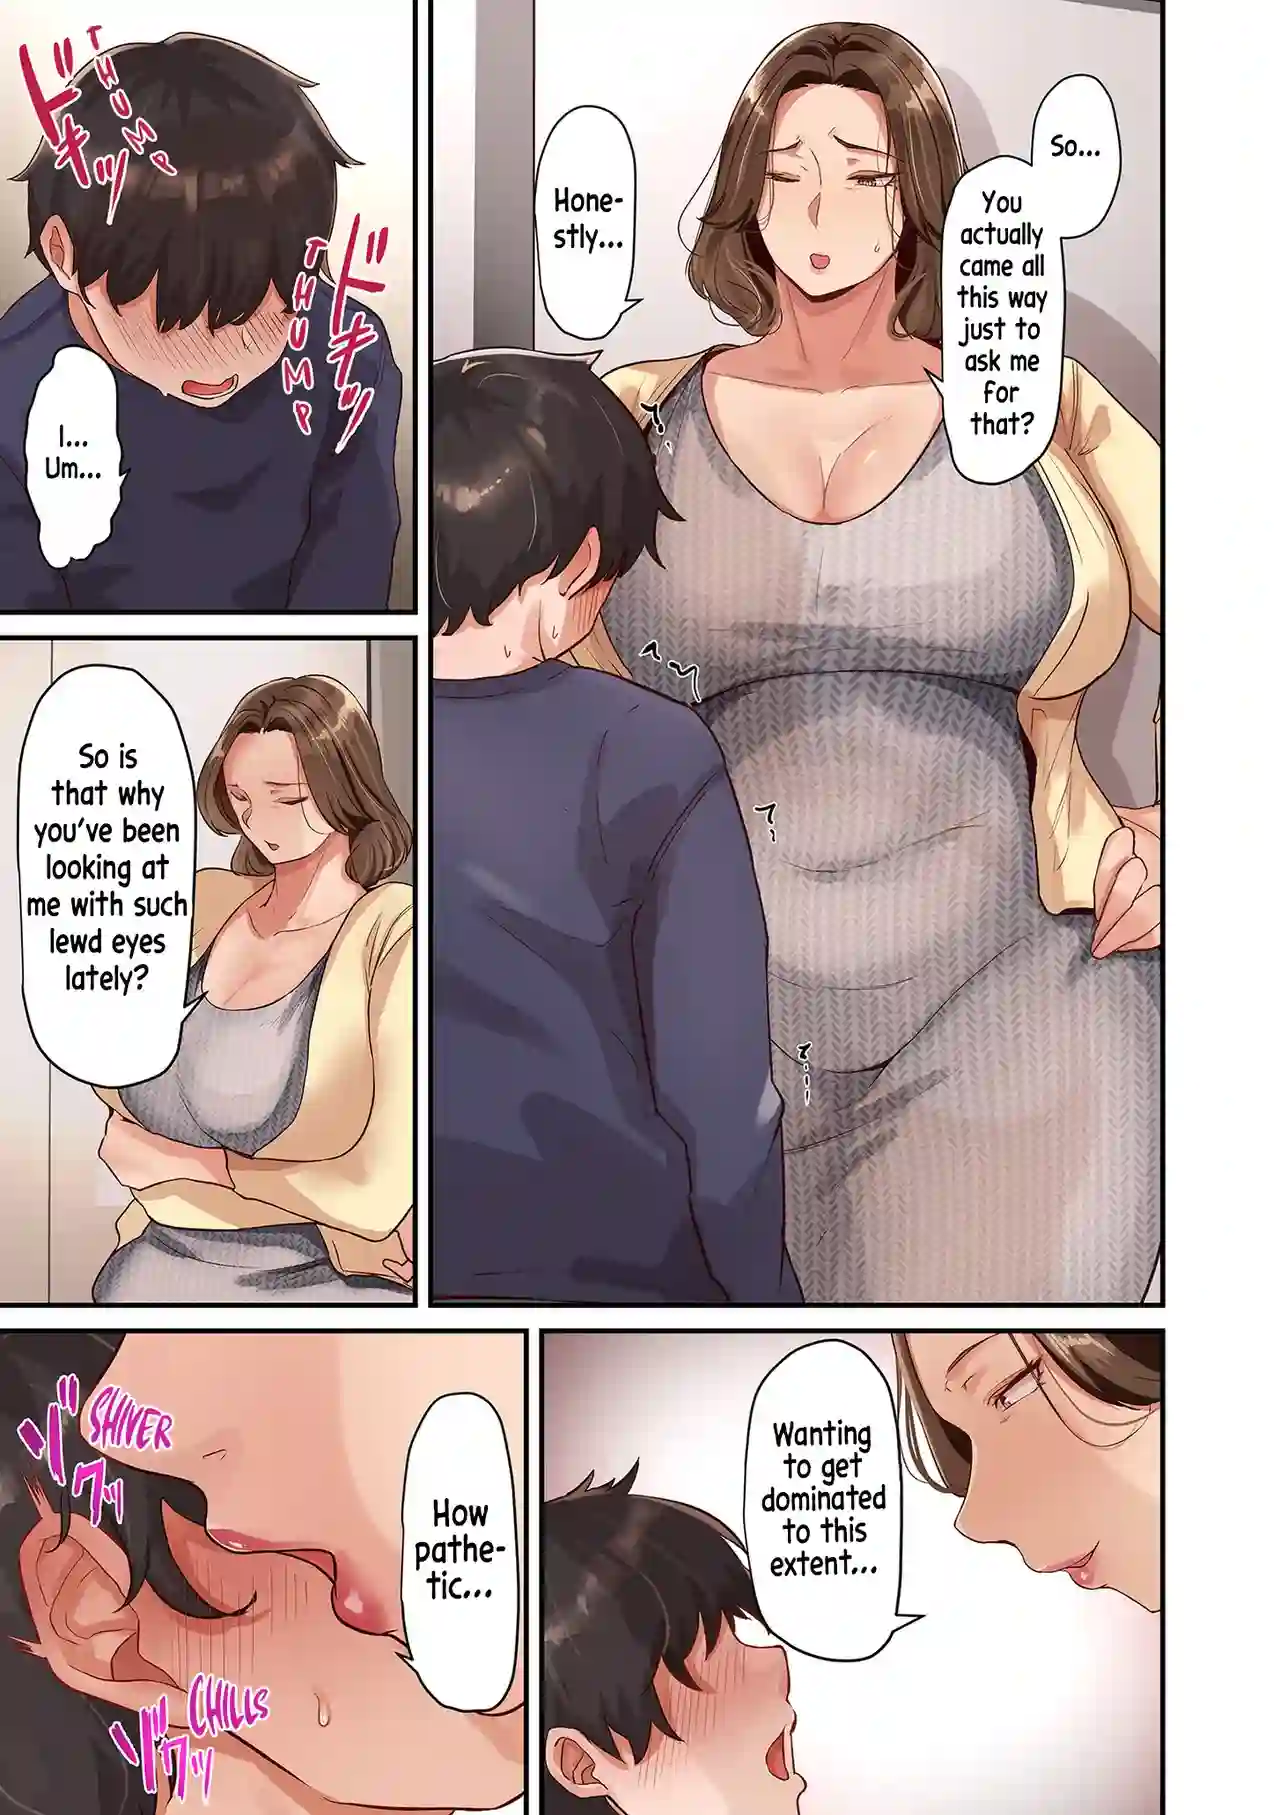 So...
You
actually
came all
this way
just to
ask me
for
that?
Hone-
stly...
THUMP
ドキッ
THUMP
ドキッ
I...
Um...
So is
that why
you've been
looking at
me with such
lewd eyes
lately?
Wanting
to get
dominated
to this
extent...
How
pathe-
tic...
SHIVER
ゾクッ
CHILLS
ゾクッ